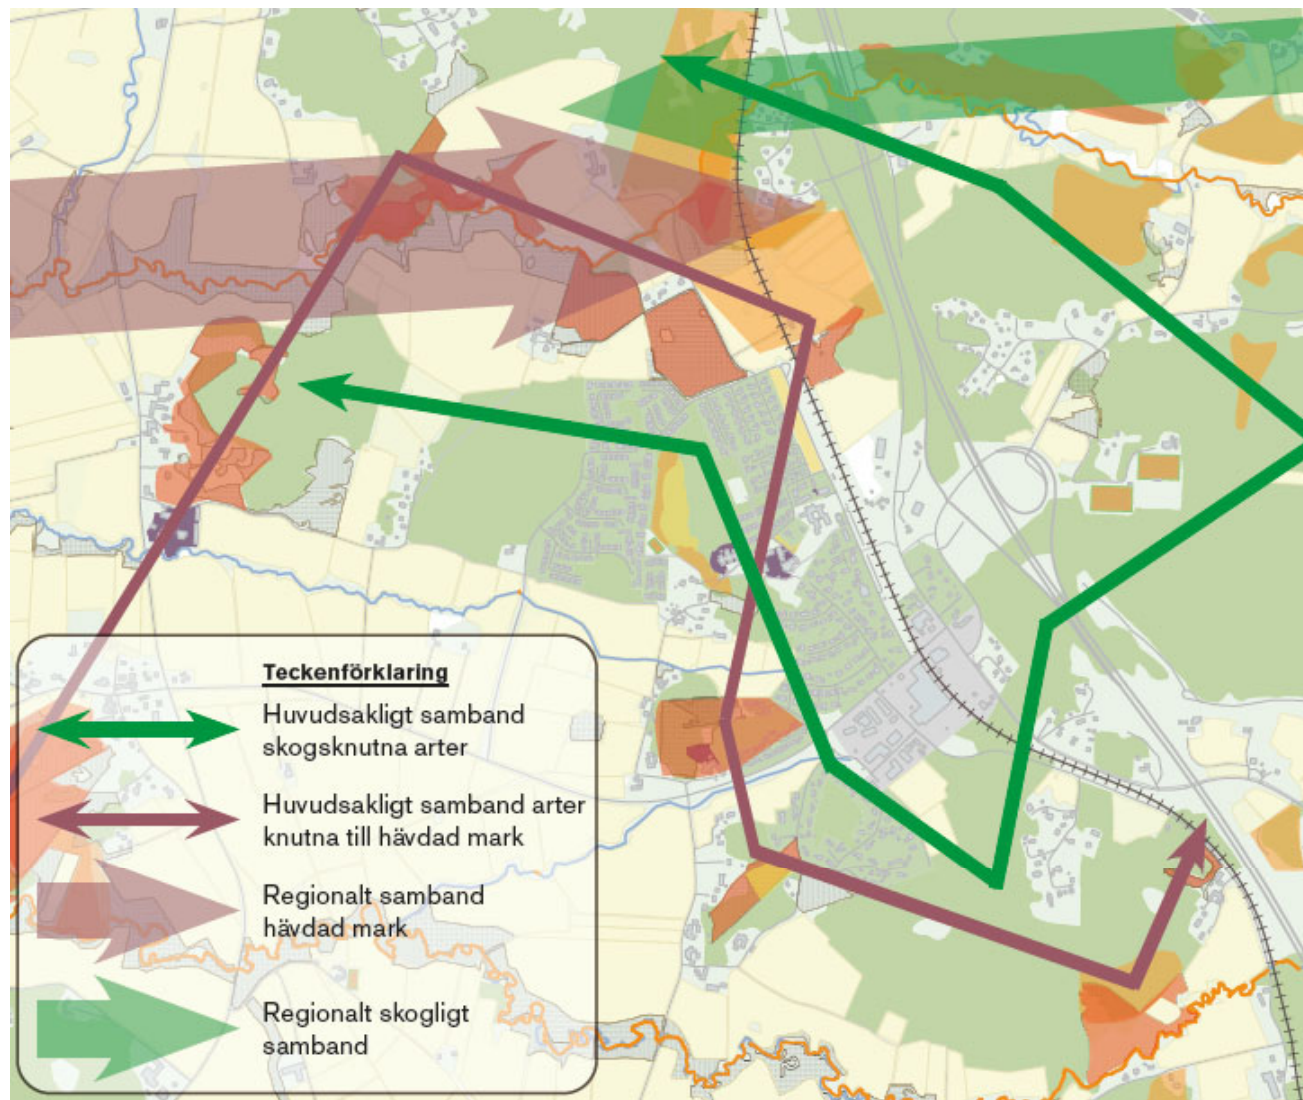 Teckenförklaring
Huvudsakligt samband
skogsknutna arter
Huvudsakligt samband arter
knutna till hävdad mark
Regionalt samband
hävdad mark
Regionalt skogligt
samband